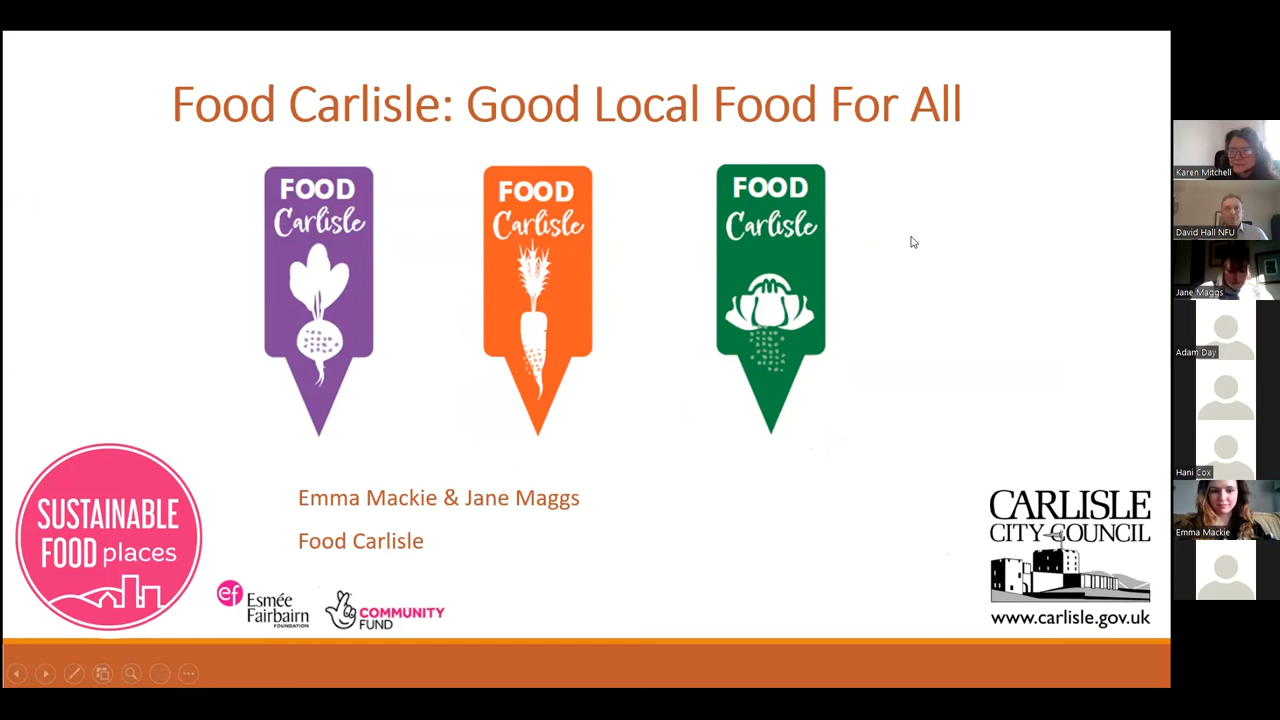 Food Carlisle: Good Local Food For All
FOOD
Carlisle
FOOD
Carlisle
FOOD
Carlisle
Emma Mackie & Jane Maggs
Food Carlisle
SUSTAINABLE
FOOD places
ef
Esmée
Fairbairn
FOUNDATION
COMMUNITY
FUND
CARLISLE
CITY COUNCIL
www.carlisle.gov.uk
Karen Mitchell
David Hall NFU
Jane Maggs
Adam Day
Hani Cox
Emma Mackie